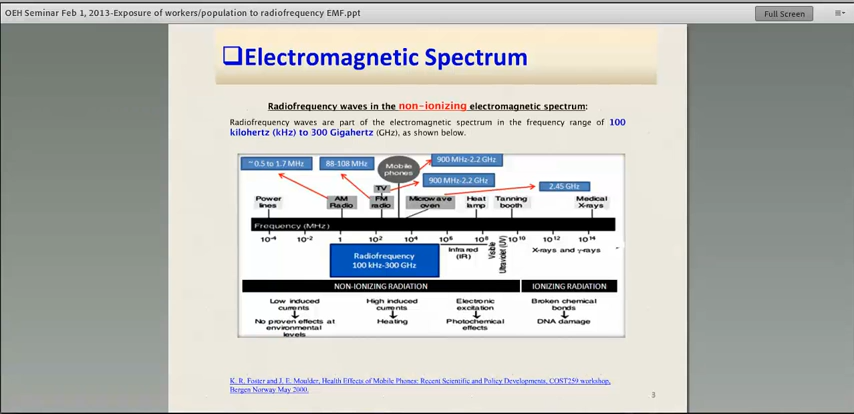 OEH Seminar Feb 1, 2013-Exposure of workers/population to radiofrequency EMF.ppt
Full Screen
Electromagnetic Spectrum
Radiofrequency waves in the non-ionizing electromagnetic spectrum:
Radiofrequency waves are part of the electromagnetic spectrum in the frequency range of 100
kilohertz (kHz) to 300 Gigahertz (GHz), as shown below.
~ 0.5 to 1.7 MHz
88-108 MHz
Mobile
phones
900 MHz-2.2 GHz
900 MHz-2.2 GHz
2.45 GHz
TV
Power
lines
AM
Radio
FM
radio
Microwave
oven
Heat
lamp
Tanning
booth
Medical
X-rays
Frequency (MHz)
10⁻⁴ 10⁻² 1 10² 10⁴ 10⁶ 10⁸ 10¹⁰ 10¹² 10¹⁴
Radiofrequency
100 kHz-300 GHz
Infra red
(IR)
Visible
Ultraviolet (UV)
X-rays and γ-rays
NON-IONIZING RADIATION
IONIZING RADIATION
Low induced
currents
No proven effects at
environmental
levels
High induced
currents
Heating
Electronic
excitation
Photochemical
effects
Broken chemical
bonds
DNA damage
K. R. Foster and J. E. Moulder, Health Effects of Mobile Phones: Recent Scientific and Policy Developments, COST259 workshop,
Bergen Norway May 2000.
3